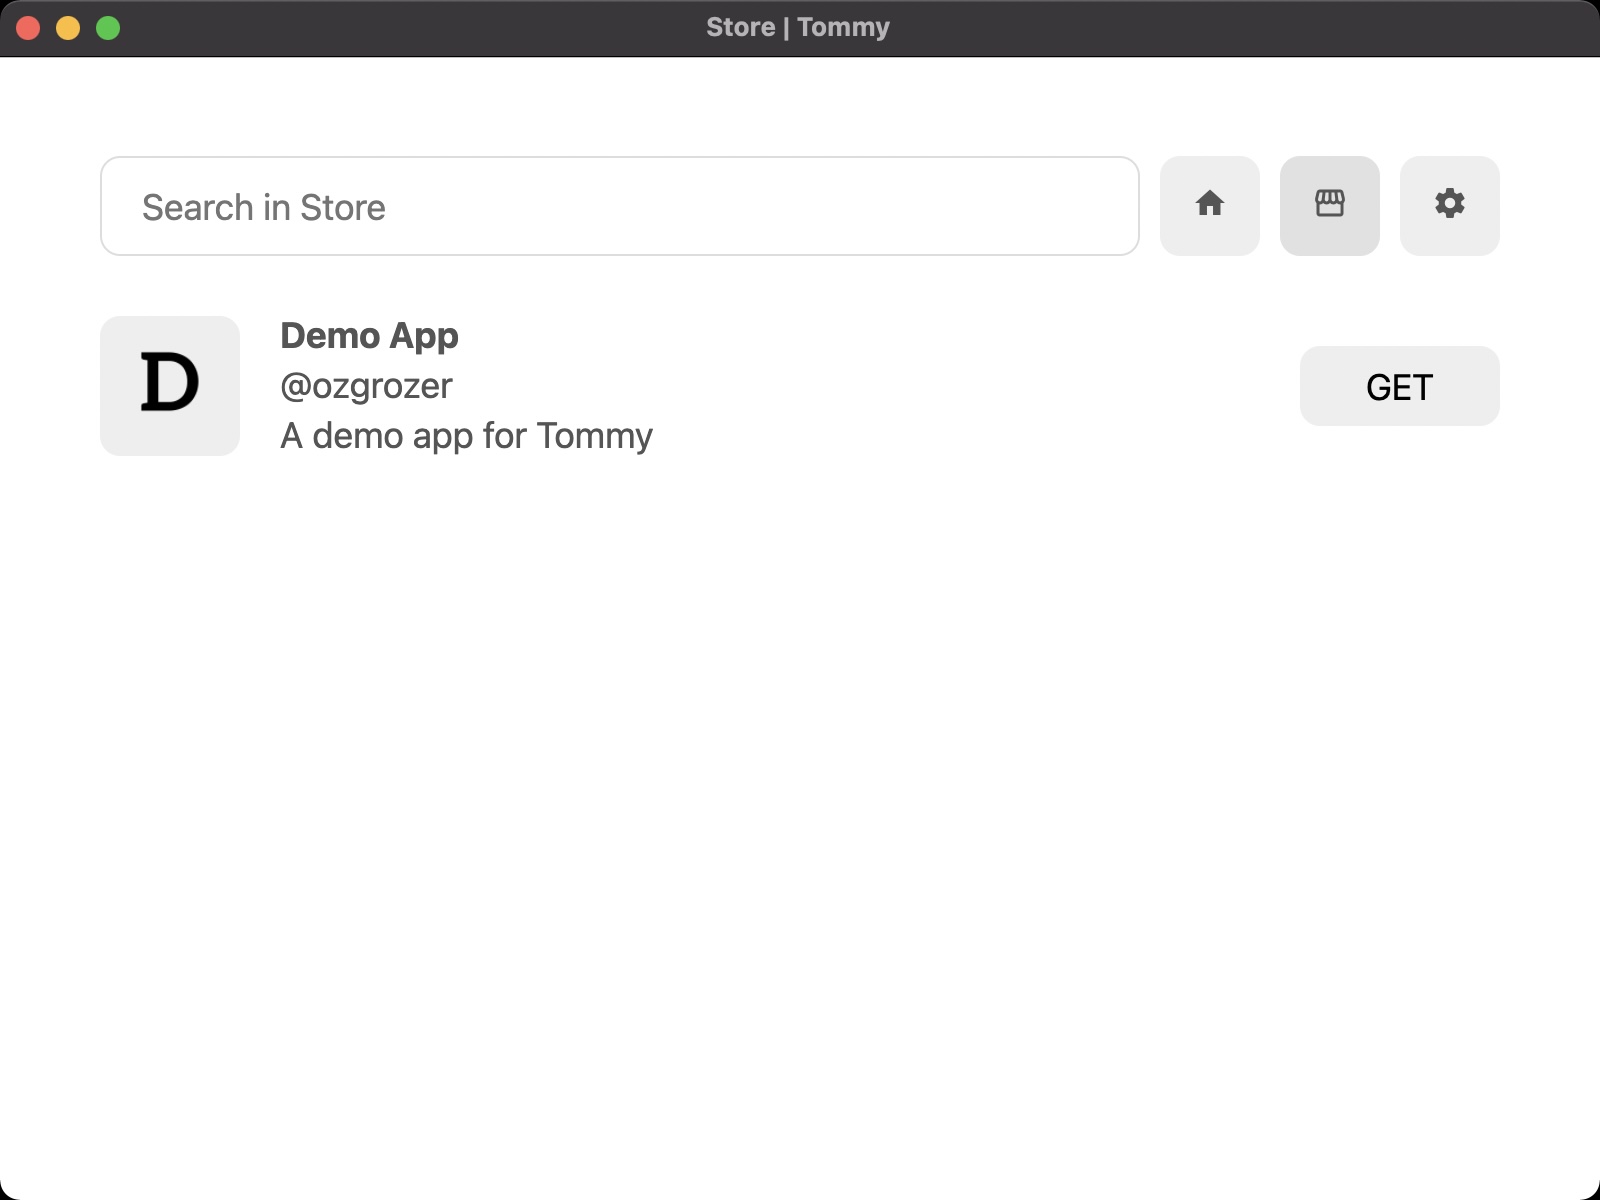 Store | Tommy
Search in Store
D
Demo App
@ozgrozer
A demo app for Tommy
GET